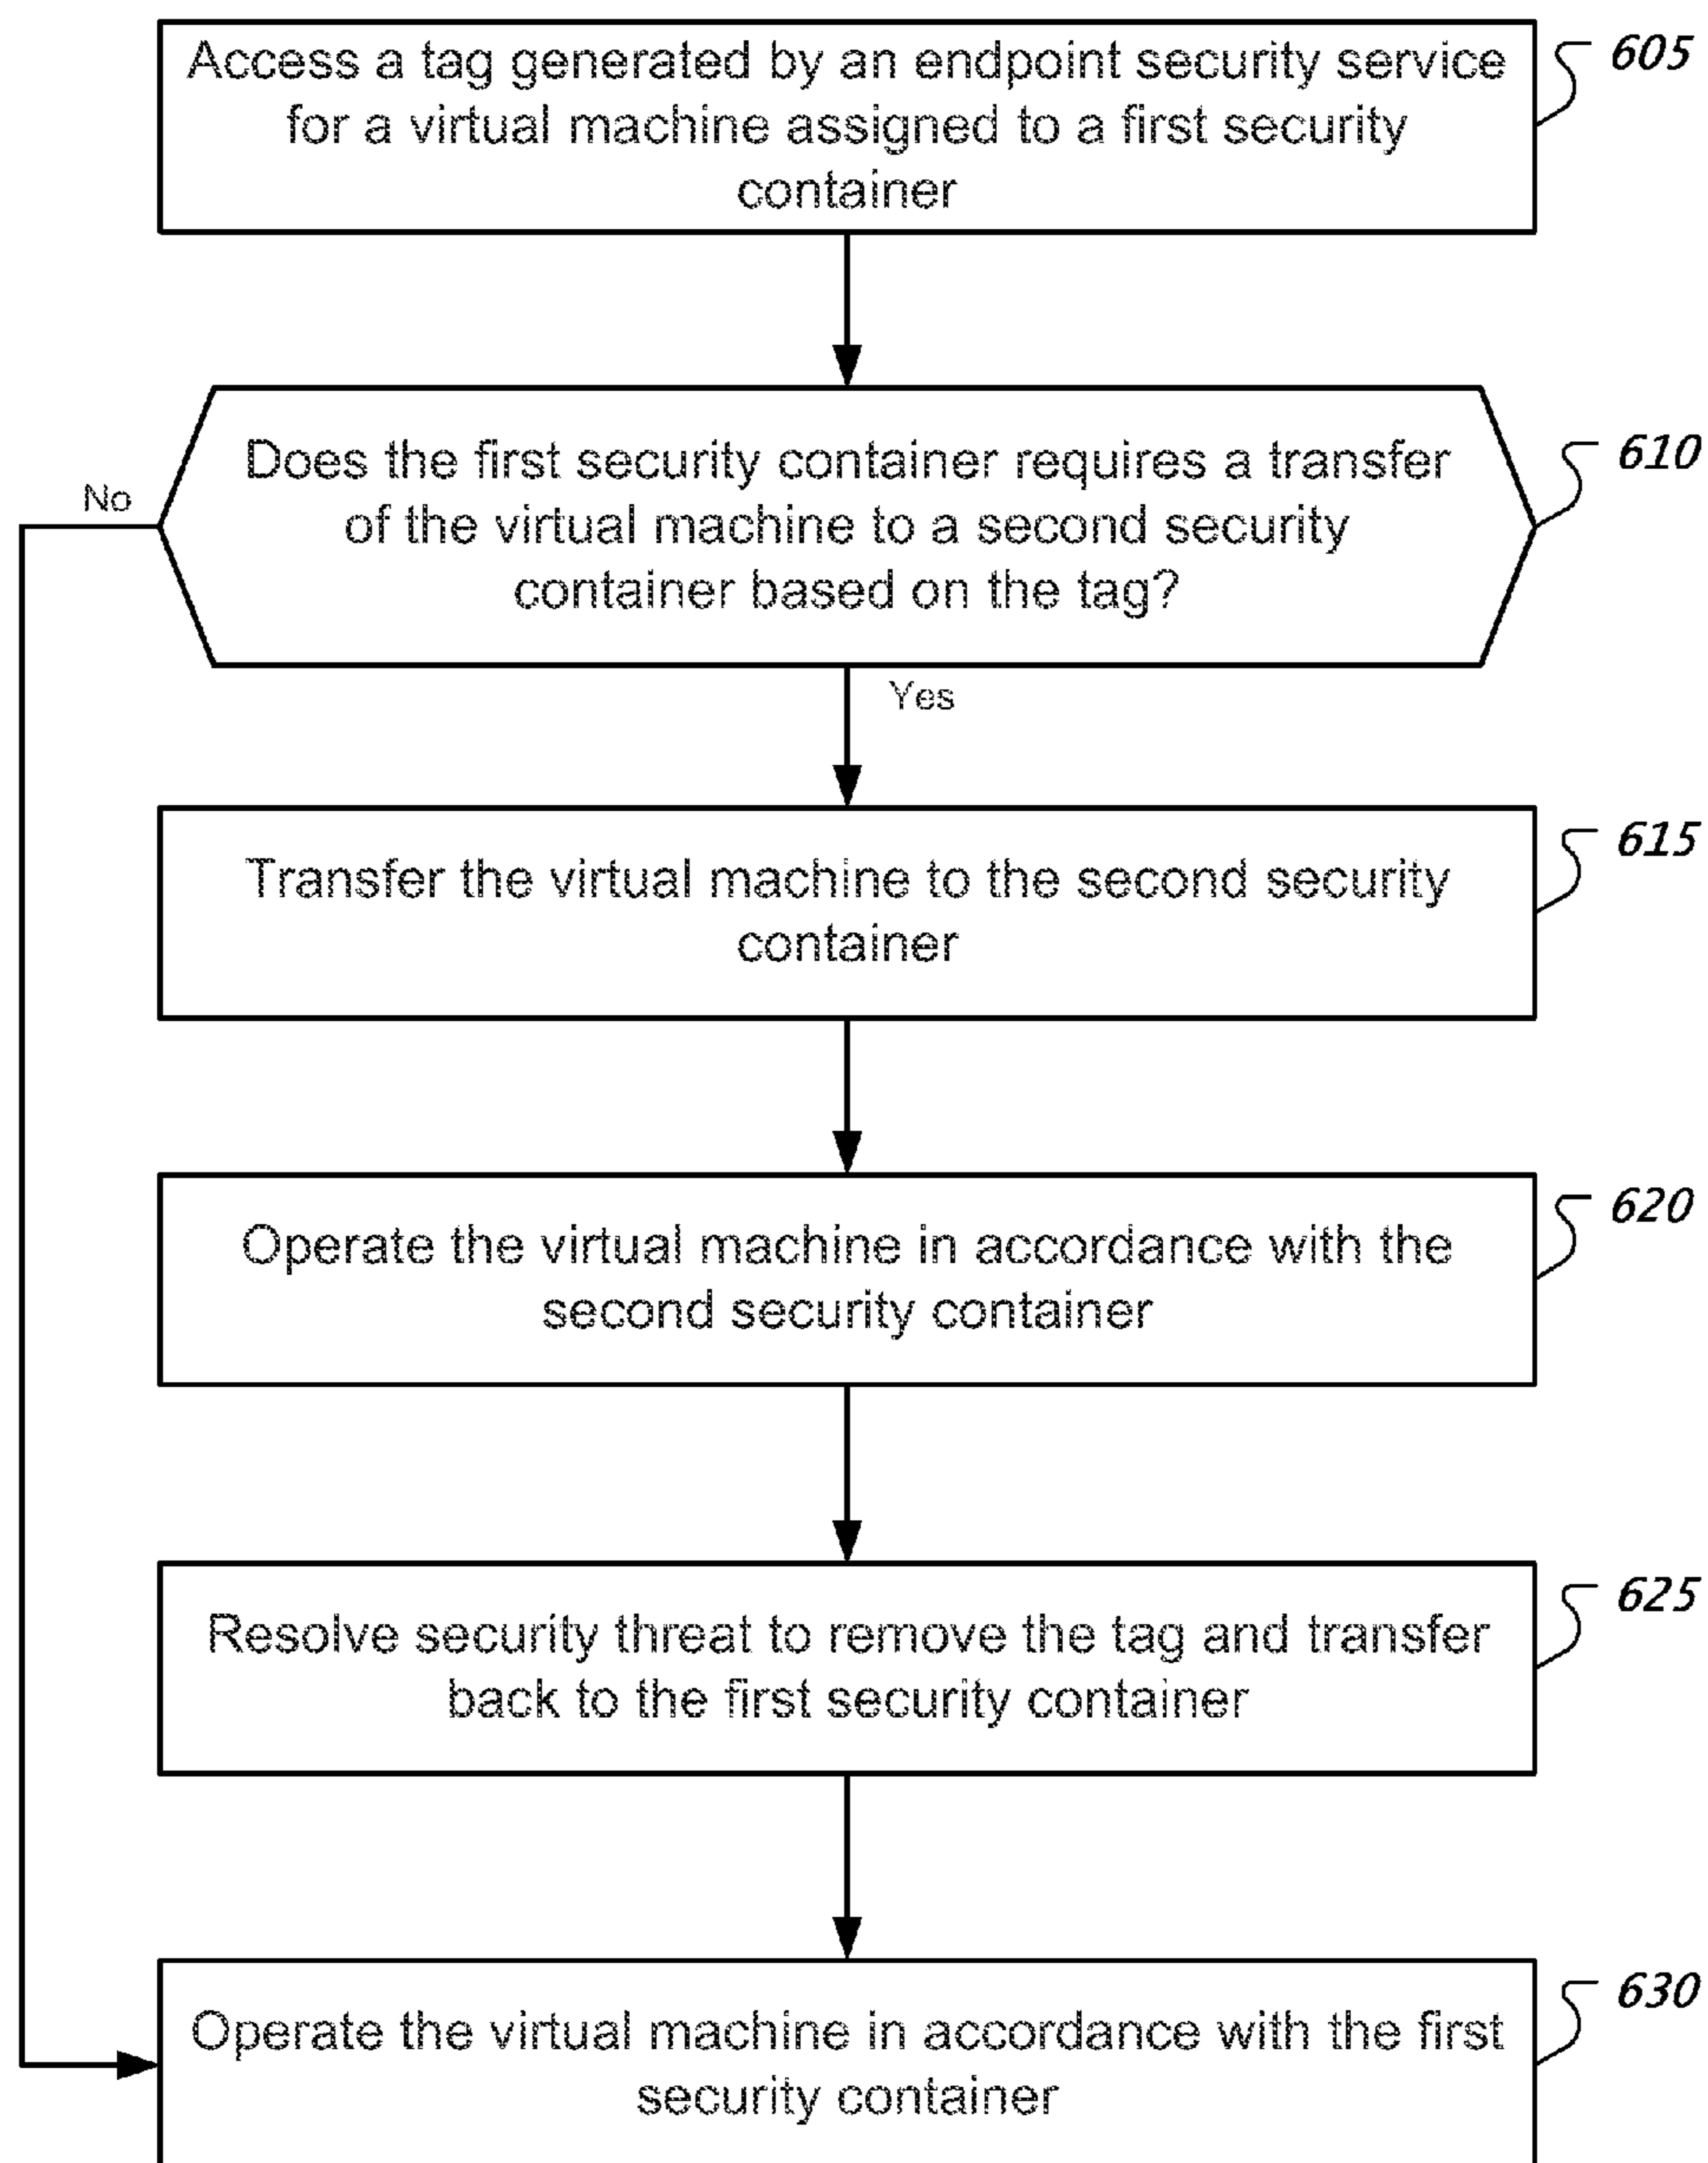 Access a tag generated by an endpoint security service
for a virtual machine assigned to a first security
container
605
Does the first security container requires a transfer
of the virtual machine to a second security
container based on the tag?
610
No
Yes
Transfer the virtual machine to the second security
container
615
Operate the virtual machine in accordance with the
second security container
620
Resolve security threat to remove the tag and transfer
back to the first security container
625
Operate the virtual machine in accordance with the first
security container
630